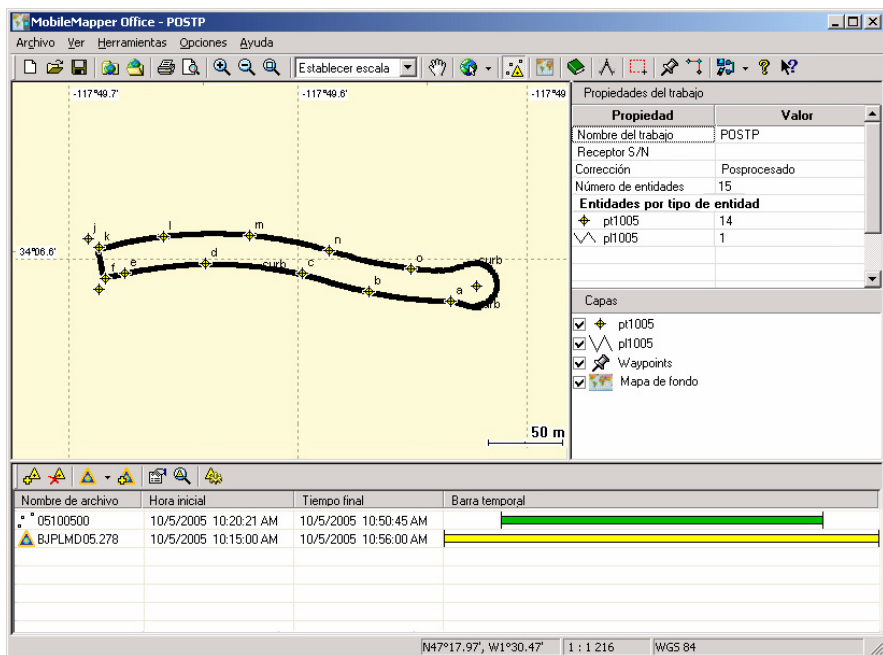 MobileMapper Office - POSTP
Archivo Ver Herramientas Opciones Ayuda
Establecer escala
-117°49.7' -117°49.6' -117°49
34°06.6'
j k l m n o curb
f e d curb c b a curb
50 m
Propiedades del trabajo
Propiedad Valor
Nombre del trabajo POSTP
Receptor S/N
Corrección Posprocesado
Número de entidades 15
Entidades por tipo de entidad
pt1005 14
pl1005 1
Capas
pt1005
pl1005
Waypoints
Mapa de fondo
Nombre de archivo Hora inicial Tiempo final Barra temporal
05100500 10/5/2005 10:20:21 AM 10/5/2005 10:50:45 AM
BJPLMD05.278 10/5/2005 10:15:00 AM 10/5/2005 10:56:00 AM
N47°17.97', W1°30.47' 1 : 1 216 WGS 84